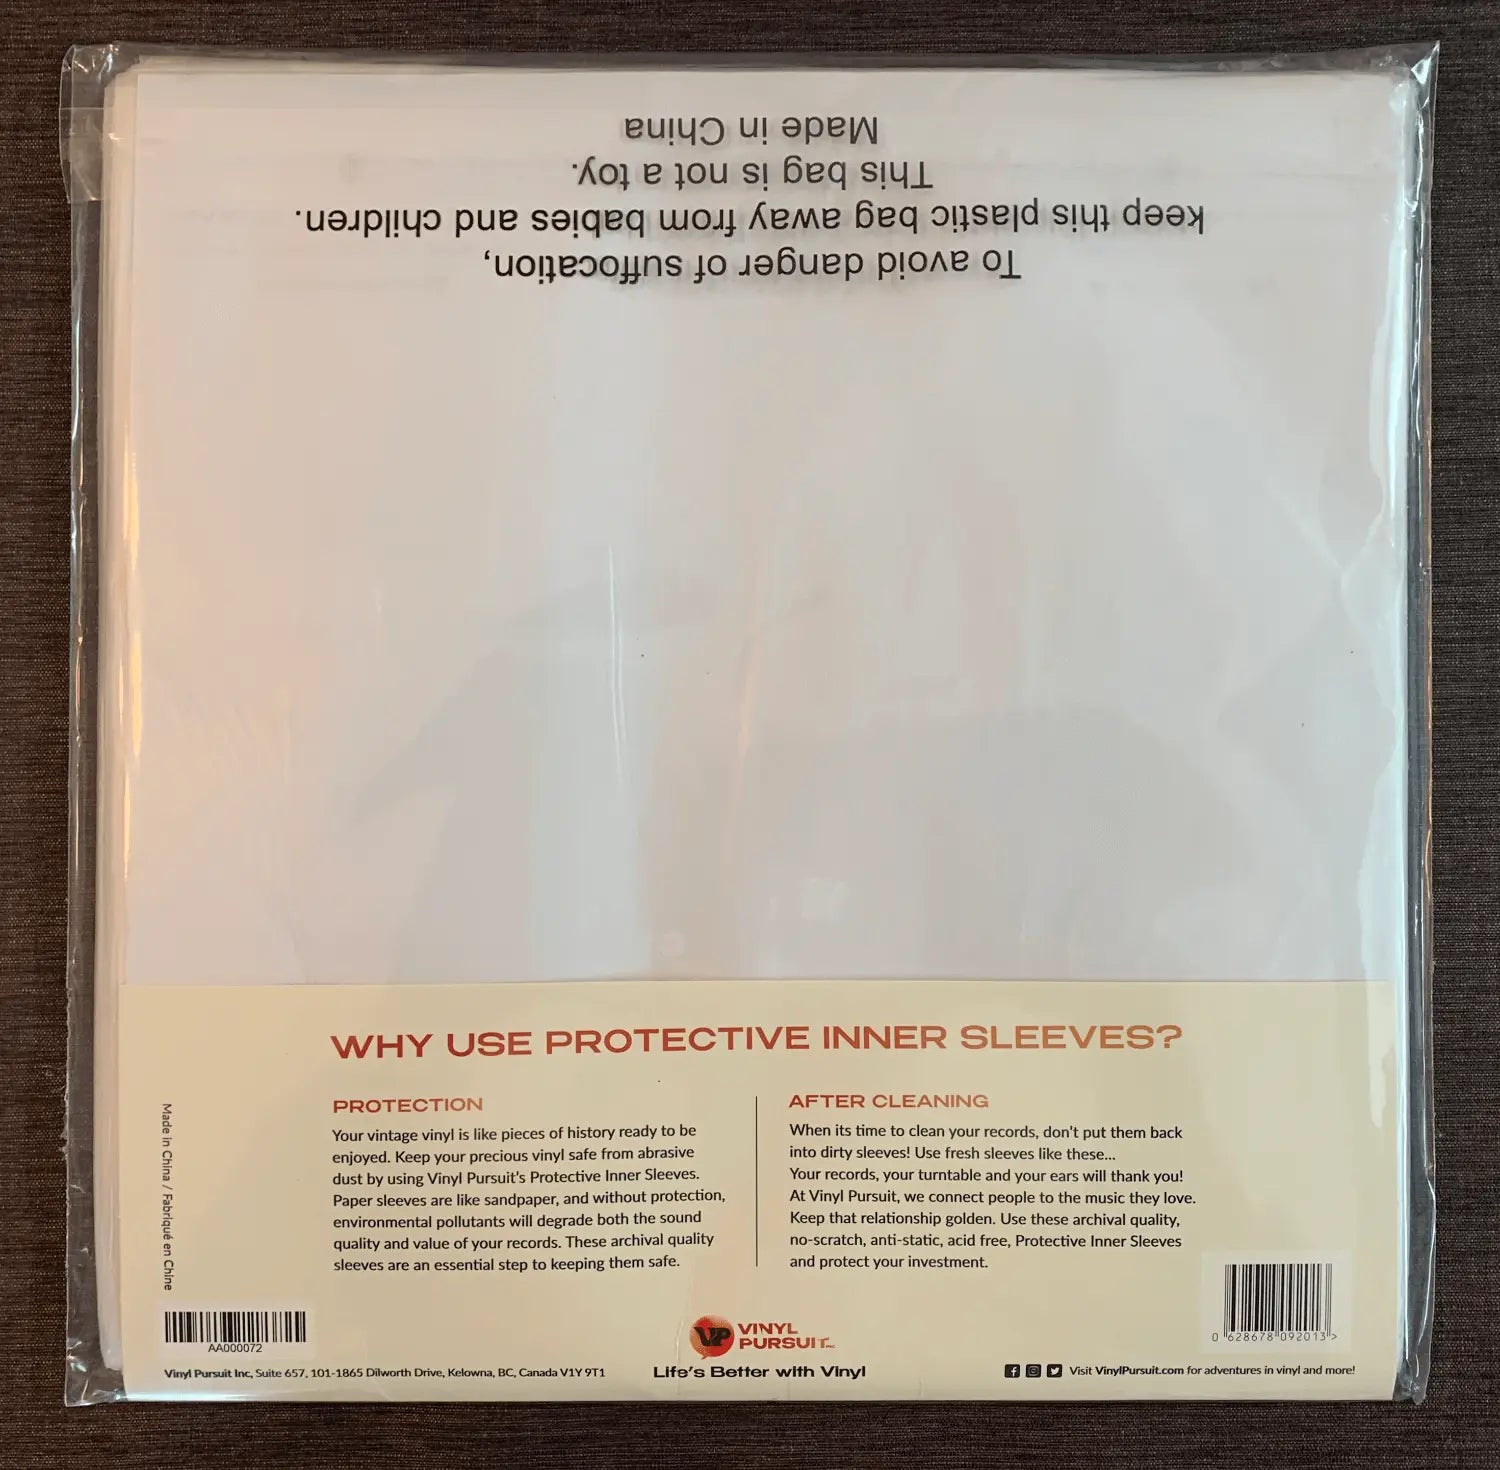 To avoid danger of suffocation,
keep this plastic bag away from babies and children.
This bag is not a toy.
Made in China
WHY USE PROTECTIVE INNER SLEEVES?
PROTECTION
Your vintage vinyl is like pieces of history ready to be
enjoyed. Keep your precious vinyl safe from abrasive
dust by using Vinyl Pursuit's Protective Inner Sleeves.
Paper sleeves are like sandpaper, and without protection,
environmental pollutants will degrade both the sound
quality and value of your records. These archival quality
sleeves are an essential step to keeping them safe.
AFTER CLEANING
When its time to clean your records, don't put them back
into dirty sleeves! Use fresh sleeves like these...
Your records, your turntable and your ears will thank you!
At Vinyl Pursuit, we connect people to the music they love.
Keep that relationship golden. Use these archival quality,
no-scratch, anti-static, acid free, Protective Inner Sleeves
and protect your investment.
Made in China / Fabriqué en Chine
AA000072
0 628678 092013 >
VP VINYL
PURSUIT INC.
Vinyl Pursuit Inc, Suite 657, 101-1865 Dilworth Drive, Kelowna, BC, Canada V1Y 9T1
Life's Better with Vinyl
Visit VinylPursuit.com for adventures in vinyl and more!